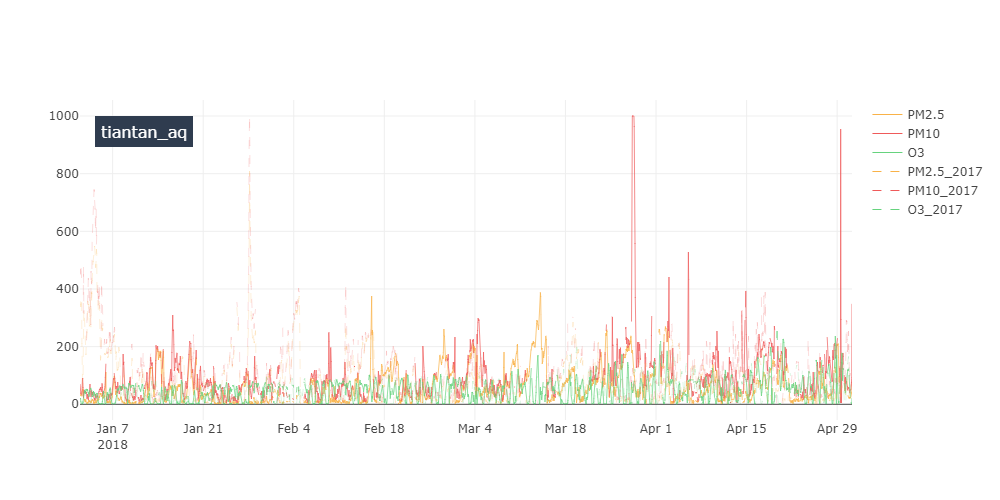 tiantan_aq
1000
800
600
400
200
0
Jan 7
2018
Jan 21
Feb 4
Feb 18
Mar 4
Mar 18
Apr 1
Apr 15
Apr 29
PM2.5
PM10
O3
PM2.5_2017
PM10_2017
O3_2017